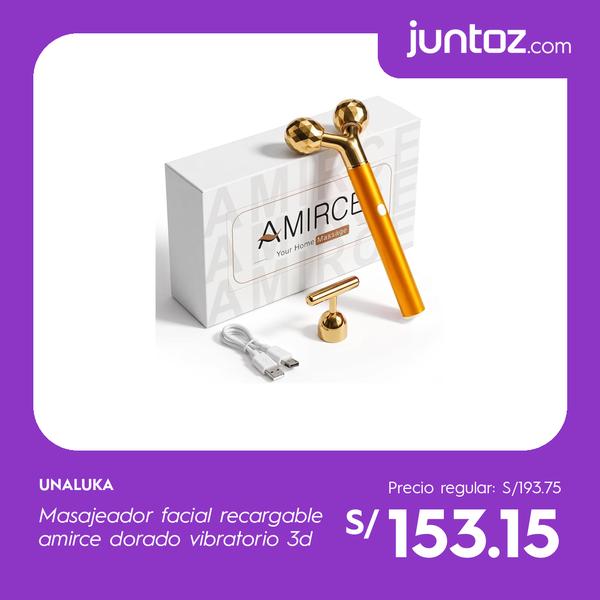 juntoz.com
AMIRCE
AMIRCE
Your Home Massage
AMIRCE
AMIRCE
UNALUKA
Masajeador facial recargable
amirce dorado vibratorio 3d
Precio regular: S/193.75
S/153.15